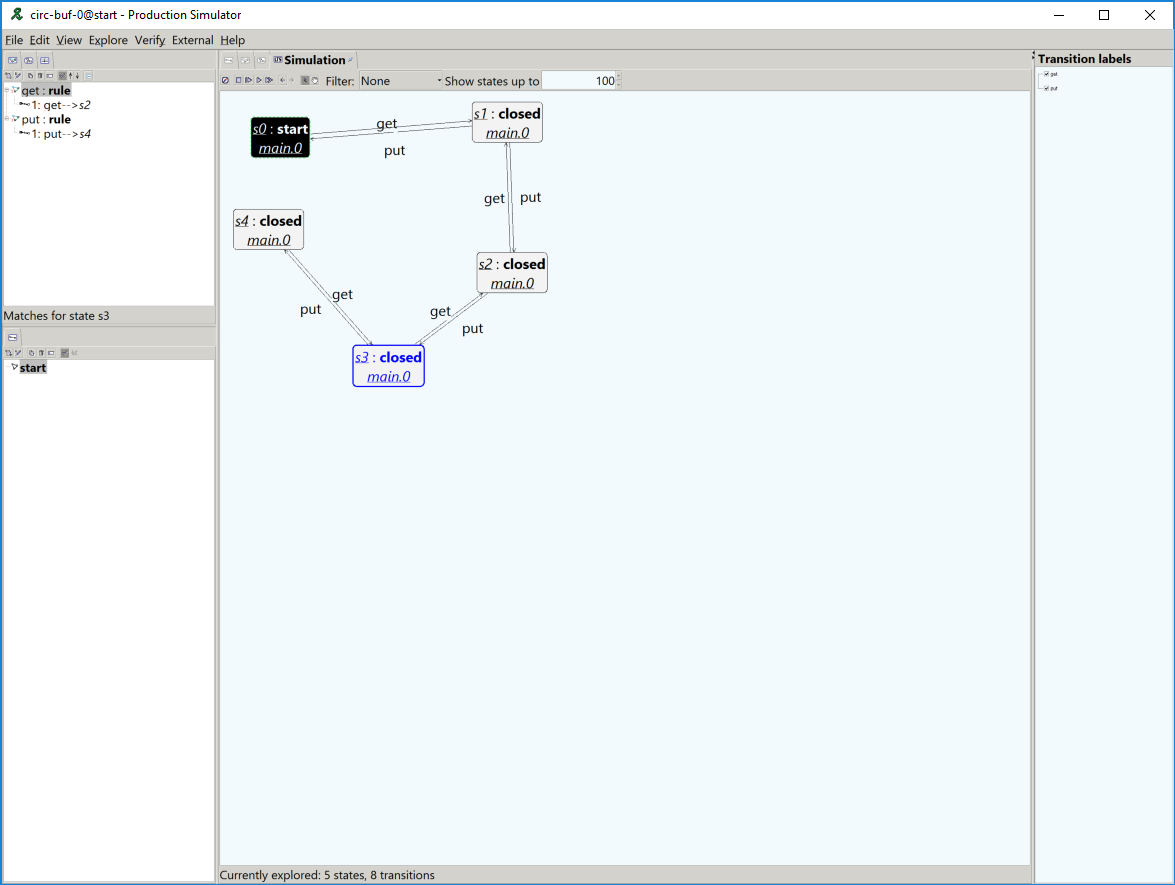 circ-buf-0@start - Production Simulator
File Edit View Explore Verify External Help
Simulation
Filter: None Show states up to 100
get : rule
1: get-->s2
put : rule
1: put-->s4
Matches for state s3
start
s0 : start
main.0
get
put
s1 : closed
main.0
get
put
s4 : closed
main.0
s2 : closed
main.0
get
put
get
put
s3 : closed
main.0
Currently explored: 5 states, 8 transitions
Transition labels
get
put